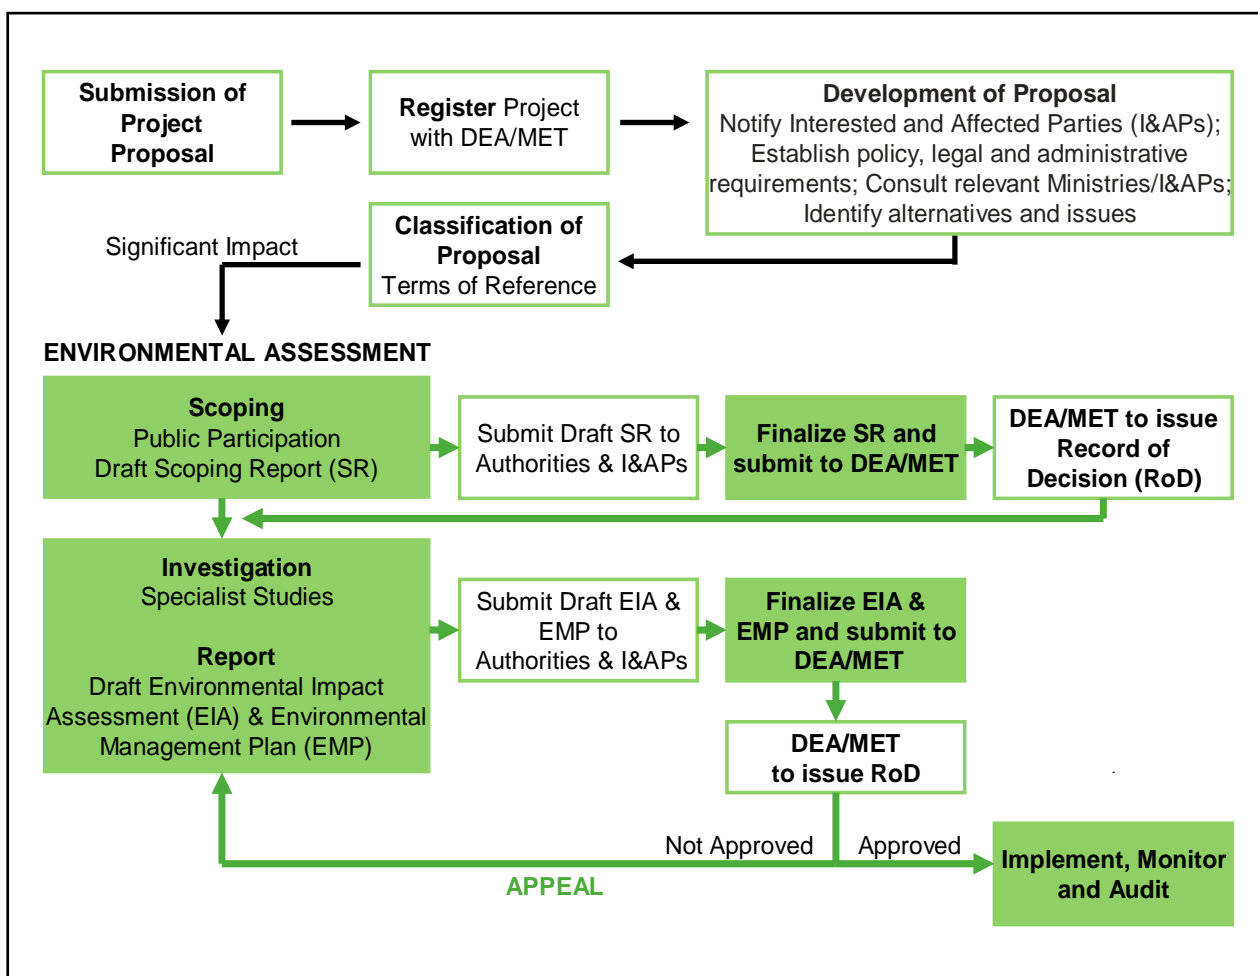 Submission of
Project
Proposal
Register Project
with DEA/MET
Development of Proposal
Notify Interested and Affected Parties (I&APs);
Establish policy, legal and administrative
requirements; Consult relevant Ministries/I&APs;
Identify alternatives and issues
Classification of
Proposal
Terms of Reference
Significant Impact
ENVIRONMENTAL ASSESSMENT
Scoping
Public Participation
Draft Scoping Report (SR)
Submit Draft SR to
Authorities & I&APs
Finalize SR and
submit to DEA/MET
DEA/MET to issue
Record of
Decision (RoD)
Investigation
Specialist Studies
Report
Draft Environmental Impact
Assessment (EIA) & Environmental
Management Plan (EMP)
Submit Draft EIA &
EMP to
Authorities & I&APs
Finalize EIA &
EMP and submit to
DEA/MET
DEA/MET
to issue RoD
Not Approved
Approved
APPEAL
Implement, Monitor
and Audit